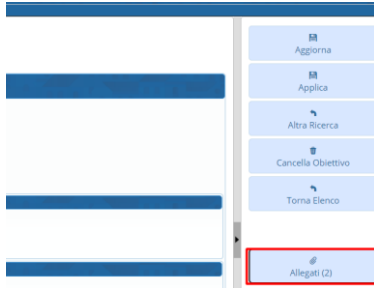 Aggiorna
Applica
Altra Ricerca
Cancella Obiettivo
Torna Elenco
Allegati (2)